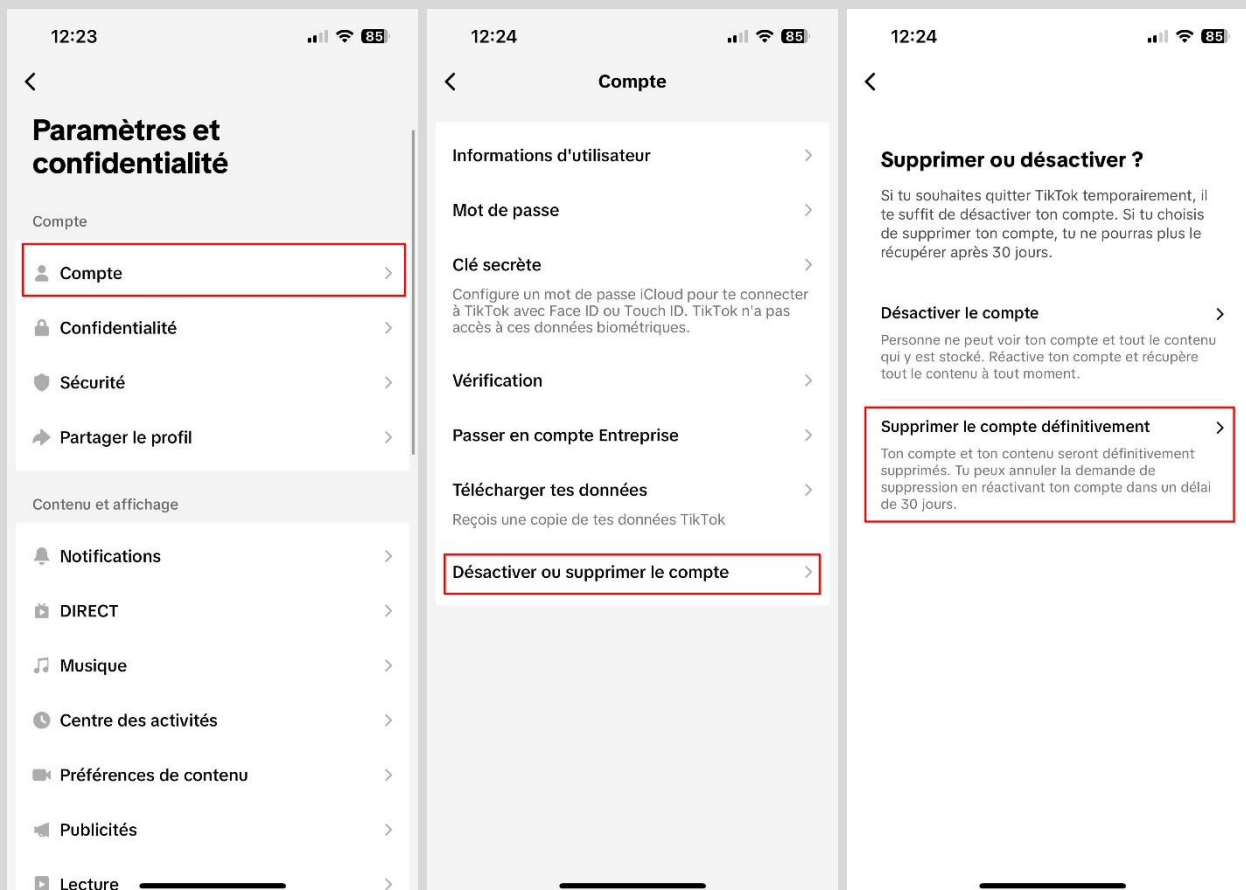 12:23
85
Paramètres et
confidentialité
Compte
Compte
Confidentialité
Sécurité
Partager le profil
Contenu et affichage
Notifications
DIRECT
Musique
Centre des activités
Préférences de contenu
Publicités
Lecture
12:24
85
Compte
Informations d'utilisateur
Mot de passe
Clé secrète
Configure un mot de passe iCloud pour te connecter
à TikTok avec Face ID ou Touch ID. TikTok n'a pas
accès à ces données biométriques.
Vérification
Passer en compte Entreprise
Télécharger tes données
Reçois une copie de tes données TikTok
Désactiver ou supprimer le compte
12:24
85
Supprimer ou désactiver ?
Si tu souhaites quitter TikTok temporairement, il
te suffit de désactiver ton compte. Si tu choisis
de supprimer ton compte, tu ne pourras plus le
récupérer après 30 jours.
Désactiver le compte
Personne ne peut voir ton compte et tout le contenu
qui y est stocké. Réactive ton compte et récupère
tout le contenu à tout moment.
Supprimer le compte définitivement
Ton compte et ton contenu seront définitivement
supprimés. Tu peux annuler la demande de
suppression en réactivant ton compte dans un délai
de 30 jours.